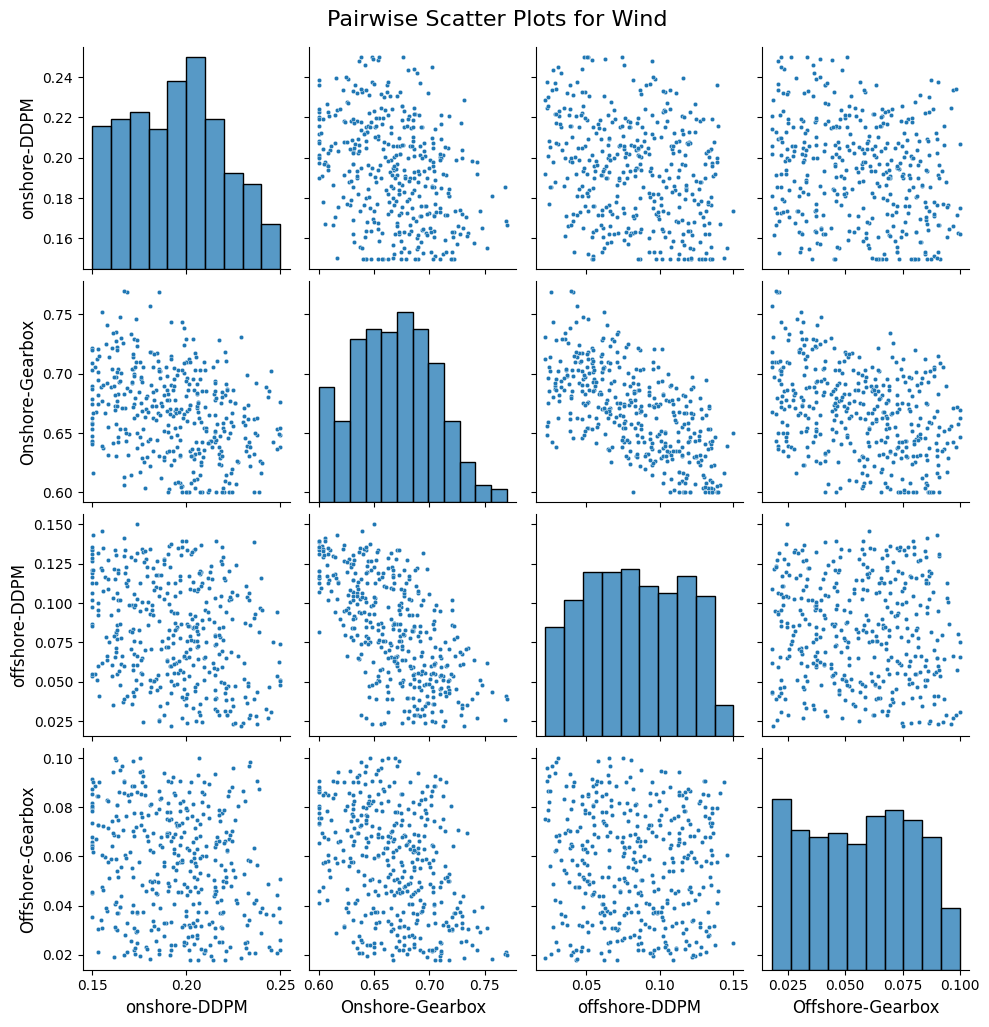 Pairwise Scatter Plots for Wind
onshore-DDPM
0.24
0.22
0.20
0.18
0.16
Onshore-Gearbox
0.75
0.70
0.65
0.60
offshore-DDPM
0.150
0.125
0.100
0.075
0.050
0.025
Offshore-Gearbox
0.10
0.08
0.06
0.04
0.02
0.15 0.20 0.25 0.60 0.65 0.70 0.75 0.05 0.10 0.15 0.025 0.050 0.075 0.100
onshore-DDPM Onshore-Gearbox offshore-DDPM Offshore-Gearbox